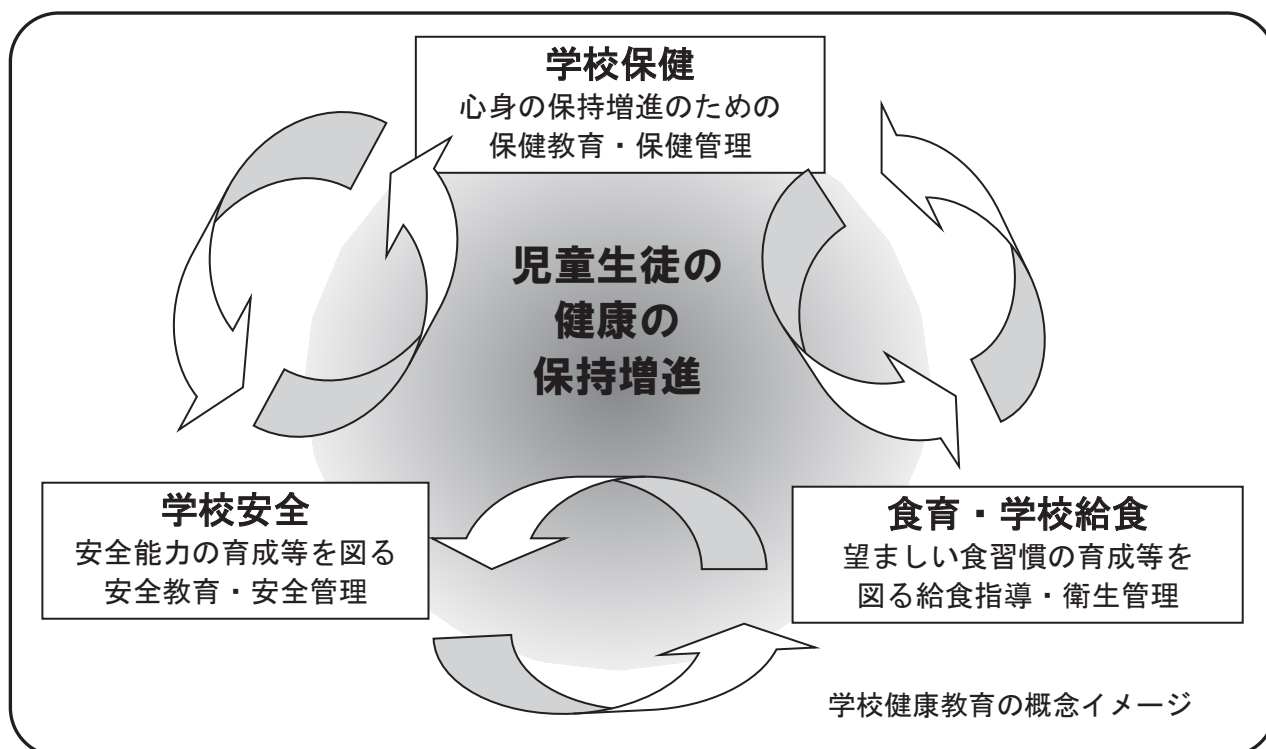 学校保健
心身の保持増進のための
保健教育・保健管理
児童生徒の
健康の
保持増進
学校安全
安全能力の育成等を図る
安全教育・安全管理
食育・学校給食
望ましい食習慣の育成等を
図る給食指導・衛生管理
学校健康教育の概念イメージ